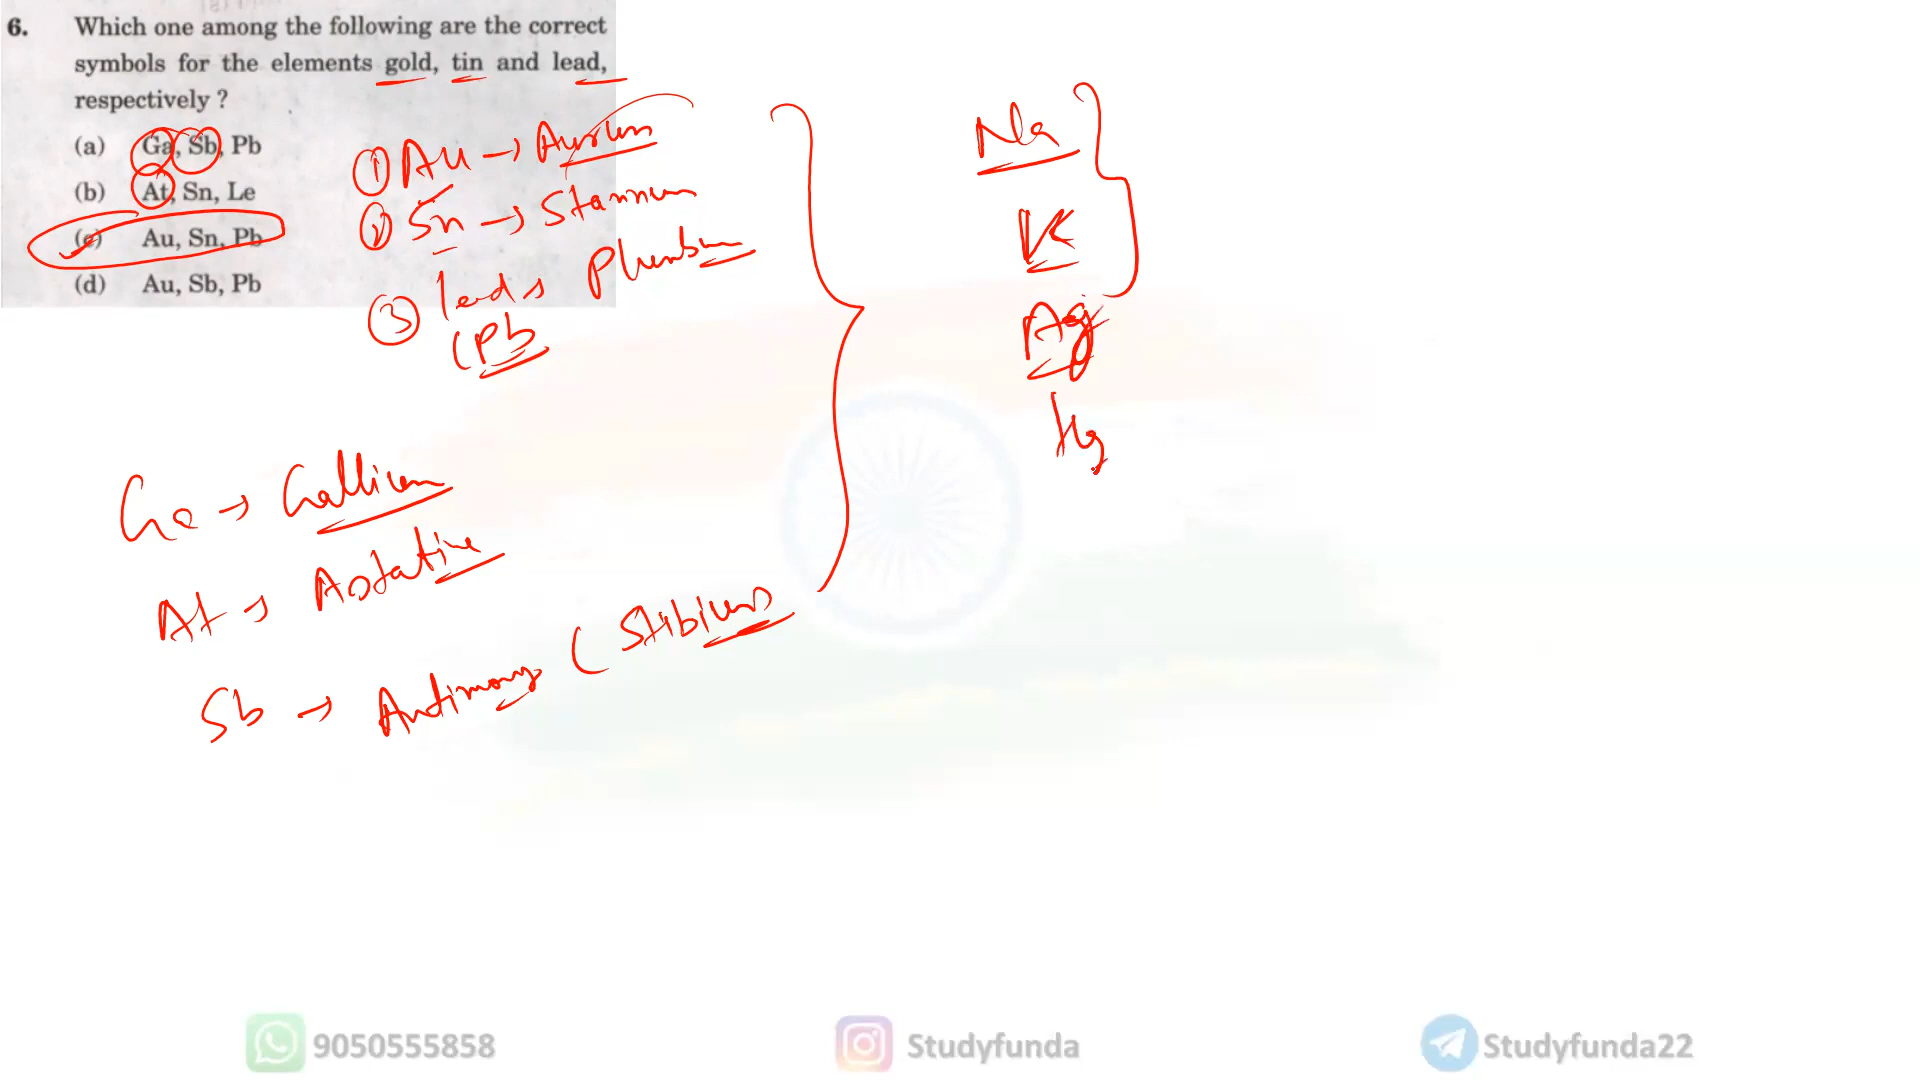 6. Which one among the following are the correct
symbols for the elements gold, tin and lead,
respectively ?
(a) Ga, Sb, Pb
(b) At, Sn, Le
(c) Au, Sn, Pb
(d) Au, Sb, Pb
① Au →
② Sn → Stannum
③ lead →
(Pb
Na
K
Ag
Hg
Ga → Gallium
At → Astatine
Sb → Antimony (Stibium)
9050555858
Studyfunda
Studyfunda22